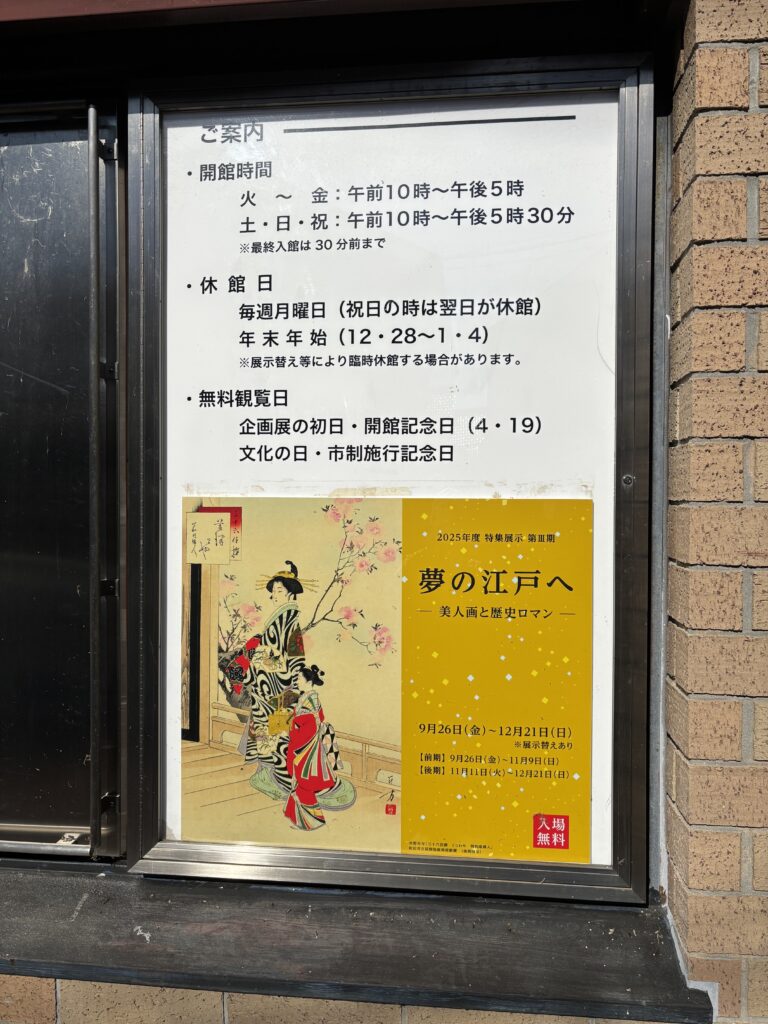 ご案内
・開館時間
火 〜 金：午前10時〜午後5時
土・日・祝：午前10時〜午後5時30分
※最終入館は30分前まで
・休館日
毎週月曜日（祝日の時は翌日が休館）
年末年始（12・28〜1・4）
※展示替え等により臨時休館する場合があります。
・無料観覧日
企画展の初日・開館記念日（4・19）
文化の日・市制施行記念日
三十六佳撰
2025年度 特集展示 第Ⅲ期
夢の江戸へ
― 美人画と歴史ロマン ―
9月26日(金)~12月21日(日)
※展示替えあり
【前期】9月26日(金)~11月9日(日)
【後期】11月11日(火)~12月21日(日)
入場
無料